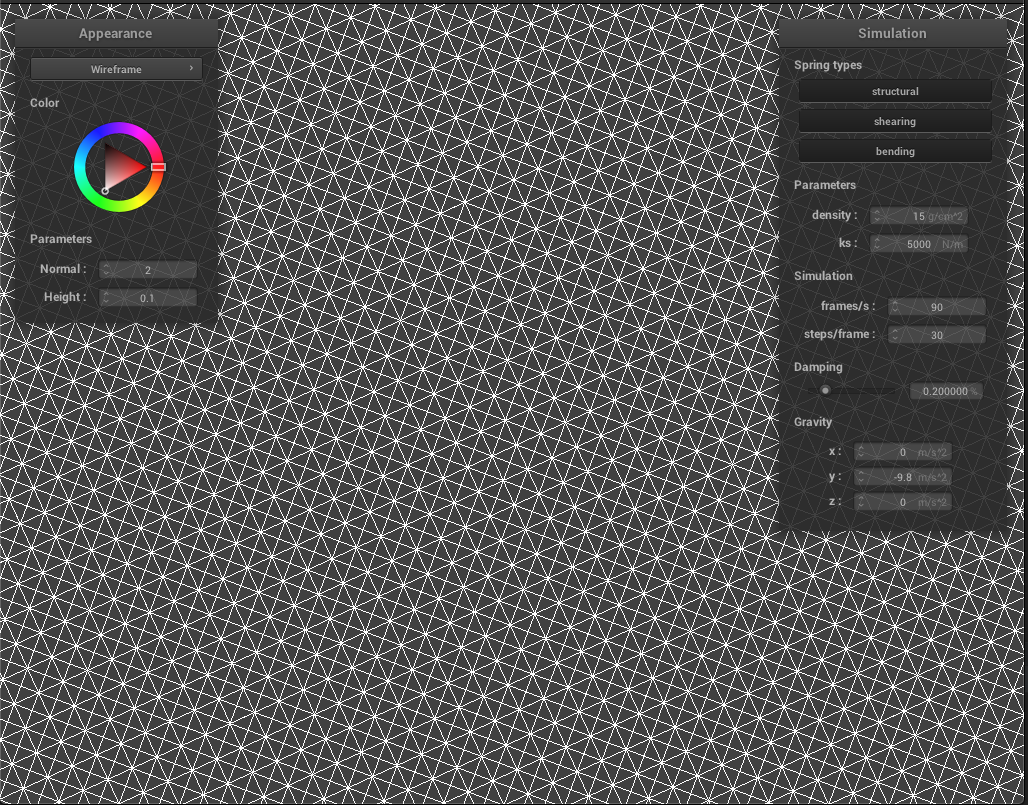 Appearance
Wireframe ›
Color
Parameters
Normal : 2
Height : 0.1
Simulation
Spring types
structural
shearing
bending
Parameters
density : 15 g/cm^2
ks : 5000 N/m
Simulation
frames/s : 90
steps/frame : 30
Damping
0.200000 %
Gravity
x : 0 m/s^2
y : -9.8 m/s^2
z : 0 m/s^2